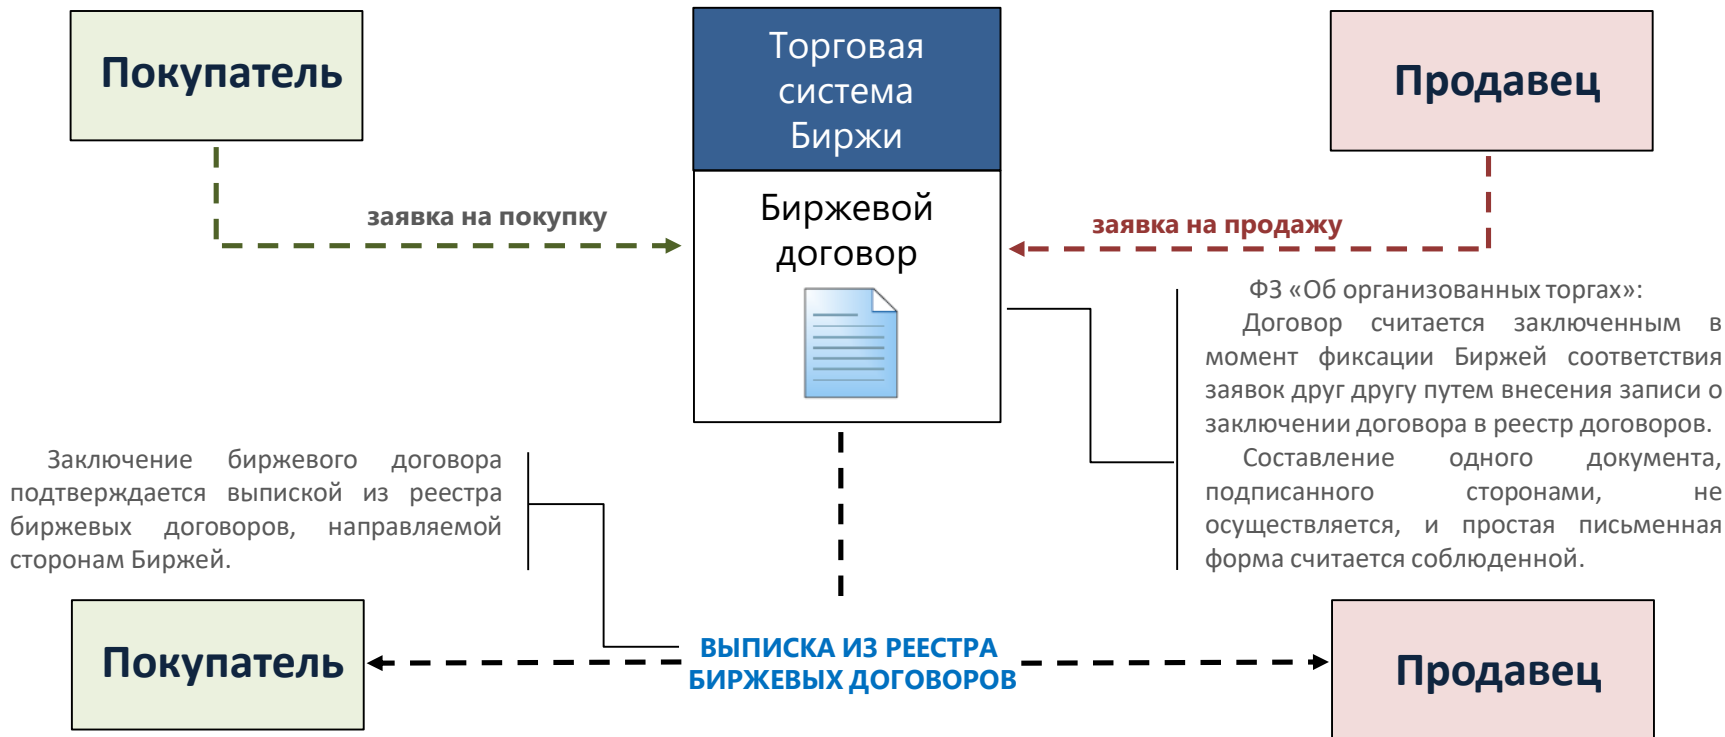 Покупатель
Торговая
система
Биржи
Продавец
заявка на покупку
Биржевой
договор
заявка на продажу
ФЗ «Об организованных торгах»:
Договор считается заключенным в
момент фиксации Биржей соответствия
заявок друг другу путем внесения записи о
заключении договора в реестр договоров.
Составление одного документа,
подписанного сторонами, не
осуществляется, и простая письменная
форма считается соблюденной.
Заключение биржевого договора
подтверждается выпиской из реестра
биржевых договоров, направляемой
сторонам Биржей.
Покупатель
ВЫПИСКА ИЗ РЕЕСТРА
БИРЖЕВЫХ ДОГОВОРОВ
Продавец